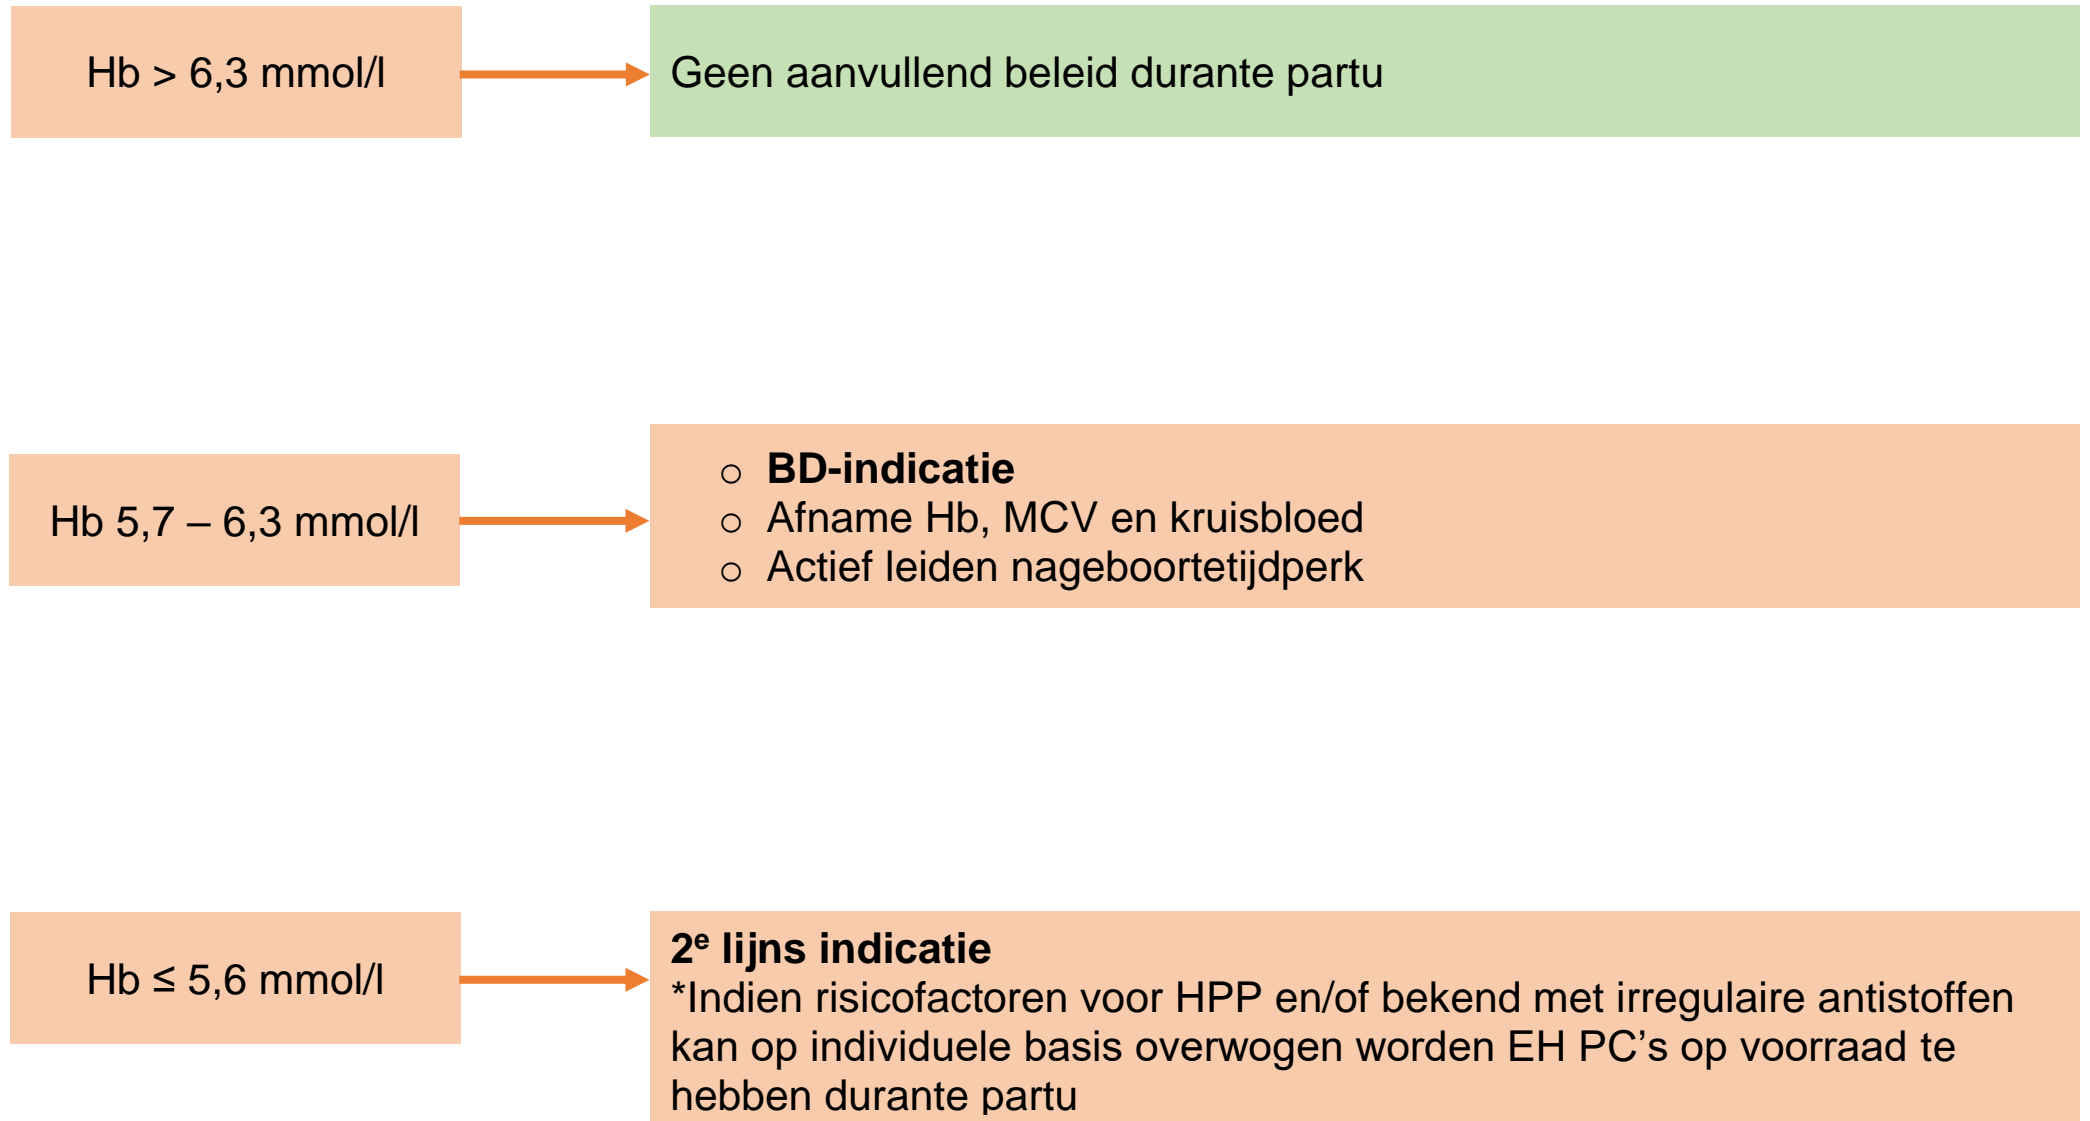 Hb > 6,3 mmol/l
Geen aanvullend beleid durante partu
Hb 5,7 – 6,3 mmol/l
○ BD-indicatie
○ Afname Hb, MCV en kruisbloed
○ Actief leiden nageboortetijdperk
Hb ≤ 5,6 mmol/l
2e lijns indicatie
*Indien risicofactoren voor HPP en/of bekend met irregulaire antistoffen
kan op individuele basis overwogen worden EH PC’s op voorraad te
hebben durante partu